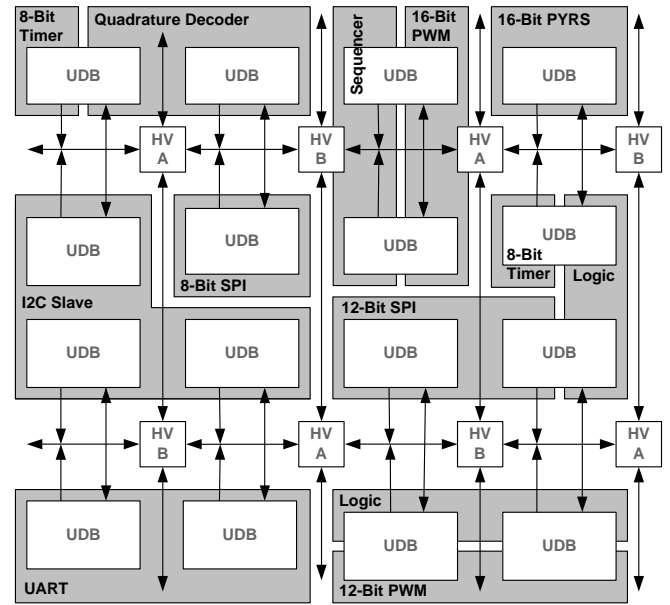 8-Bit Timer
Quadrature Decoder
Sequencer
16-Bit PWM
16-Bit PYRS
UDB
UDB
UDB
UDB
HV A
HV B
HV A
HV B
UDB
UDB
UDB
UDB
I2C Slave
8-Bit SPI
8-Bit Timer
Logic
12-Bit SPI
UDB
UDB
UDB
UDB
HV B
HV A
HV B
HV A
Logic
UDB
UDB
UDB
UDB
UART
12-Bit PWM